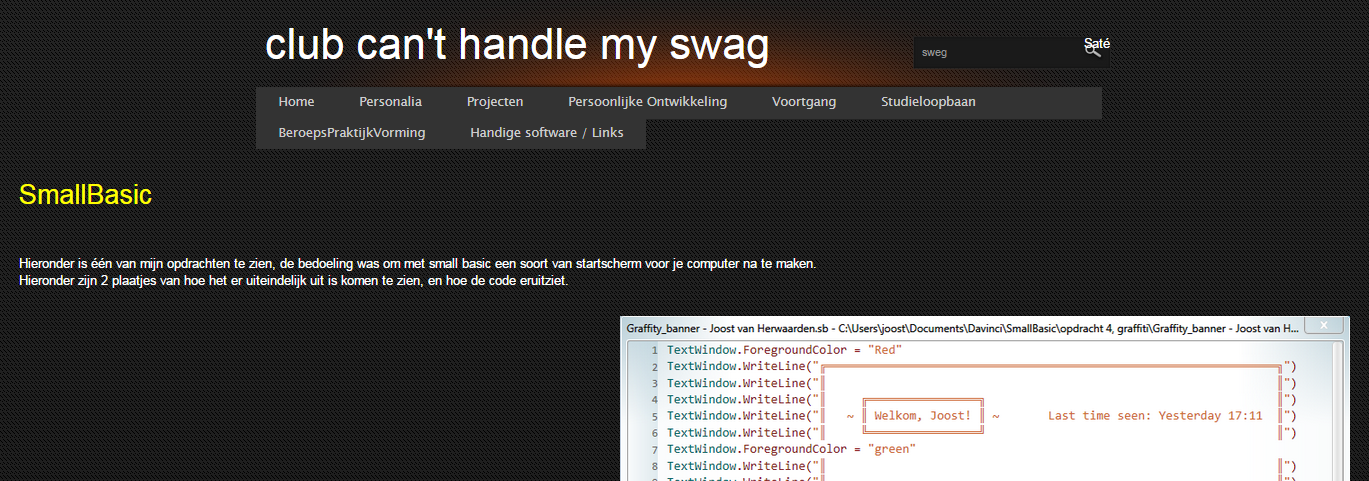 club can't handle my swag
sweg
Saté
Home Personalia Projecten Persoonlijke Ontwikkeling Voortgang Studieloopbaan
BeroepsPraktijkVorming Handige software / Links
SmallBasic
Hieronder is één van mijn opdrachten te zien, de bedoeling was om met small basic een soort van startscherm voor je computer na te maken.
Hieronder zijn 2 plaatjes van hoe het er uiteindelijk uit is komen te zien, en hoe de code eruitziet.
Graffity_banner - Joost van Herwaarden.sb - C:\Users\joost\Documents\Davinci\SmallBasic\opdracht 4, graffiti\Graffity_banner - Joost van H...
1 TextWindow.ForegroundColor = "Red"
2 TextWindow.WriteLine("╔═════════════════════════════════════════════════════════════════╗")
3 TextWindow.WriteLine("║                                                                 ║")
4 TextWindow.WriteLine("║     ╔════════════════╗                                          ║")
5 TextWindow.WriteLine("║   ~ ║ Welkom, Joost! ║ ~       Last time seen: Yesterday 17:11  ║")
6 TextWindow.WriteLine("║     ╚════════════════╝                                          ║")
7 TextWindow.ForegroundColor = "green"
8 TextWindow.WriteLine("║                                                                 ║")